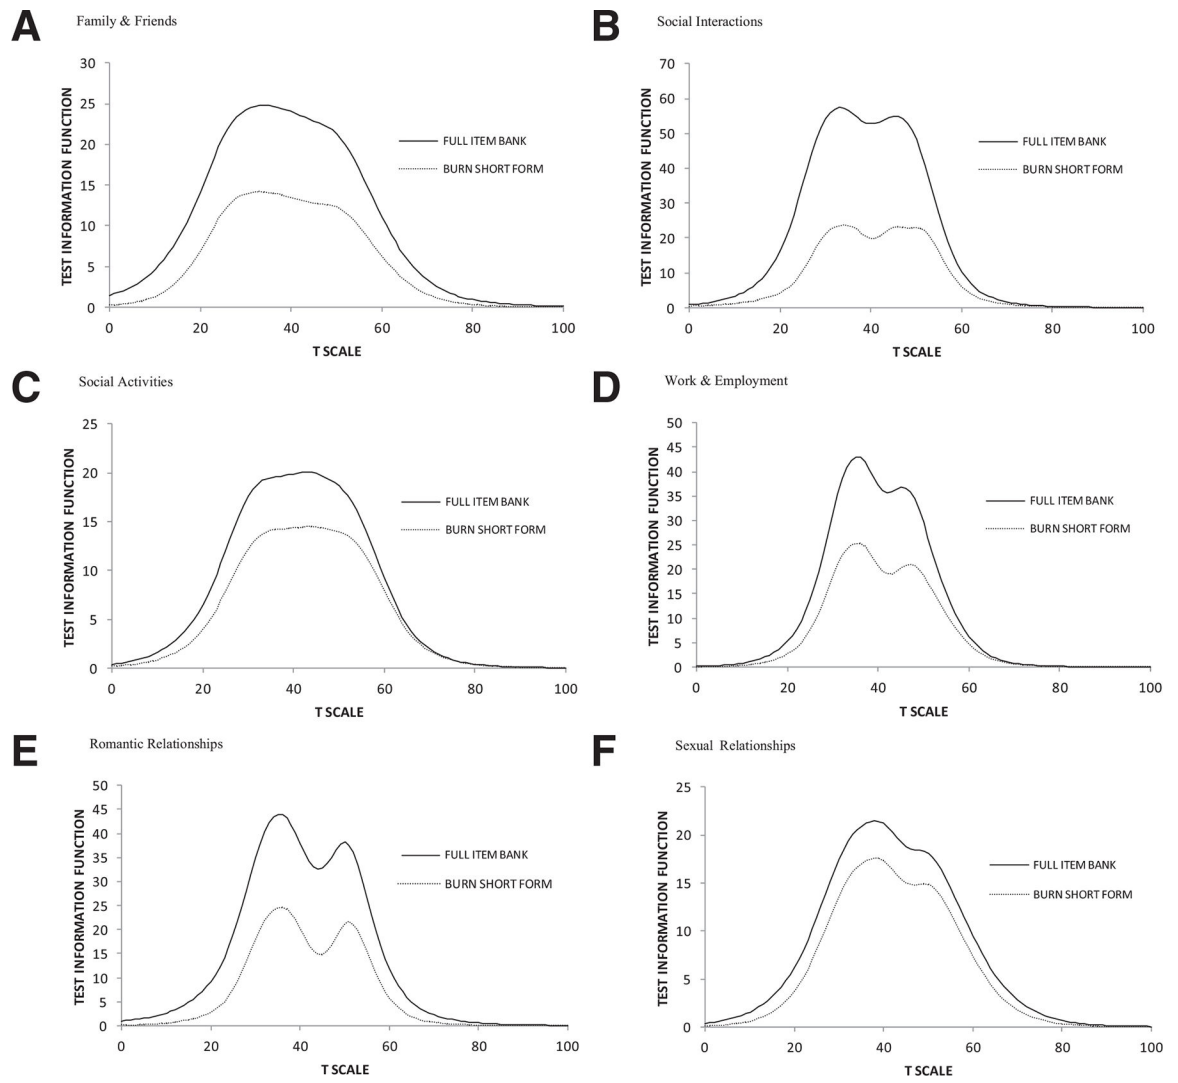 A Family & Friends
30
25
20
15
10
5
0
TEST INFORMATION FUNCTION
FULL ITEM BANK
BURN SHORT FORM
0 20 40 60 80 100
T SCALE
B Social Interactions
70
60
50
40
30
20
10
0
TEST INFORMATION FUNCTION
FULL ITEM BANK
BURN SHORT FORM
0 20 40 60 80 100
T SCALE
C Social Activities
25
20
15
10
5
0
TEST INFORMATION FUNCTION
FULL ITEM BANK
BURN SHORT FORM
0 20 40 60 80 100
T SCALE
D Work & Employment
50
45
40
35
30
25
20
15
10
5
0
TEST INFORMATION FUNCTION
FULL ITEM BANK
BURN SHORT FORM
0 20 40 60 80 100
T SCALE
E Romantic Relationships
50
45
40
35
30
25
20
15
10
5
0
TEST INFORMATION FUNCTION
FULL ITEM BANK
BURN SHORT FORM
0 20 40 60 80 100
T SCALE
F Sexual Relationships
25
20
15
10
5
0
TEST INFORMATION FUNCTION
FULL ITEM BANK
BURN SHORT FORM
0 20 40 60 80 100
T SCALE